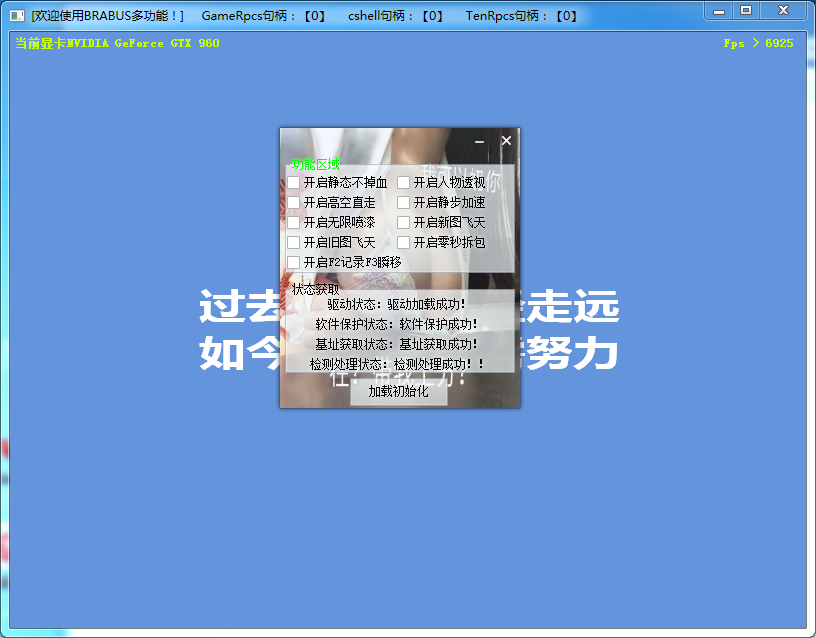 [欢迎使用BRABUS多功能！] GameRpcs句柄：【0】 cshell句柄：【0】 TenRpcs句柄：【0】
当前显卡NVIDIA GeForce GTX 960 Fps > 6925
功能区域
我可以奶你
开启静态不掉血 开启人物透视
开启高空直走 开启静步加速
开启无限喷漆 开启新图飞天
开启旧图飞天 开启零秒拆包
开启F2记录F3瞬移
状态获取
过去 走远
驱动状态：驱动加载成功！
软件保护状态：软件保护成功！
如今 努力
基址获取状态：基址获取成功！
检测处理状态：检测处理成功！！
加载初始化